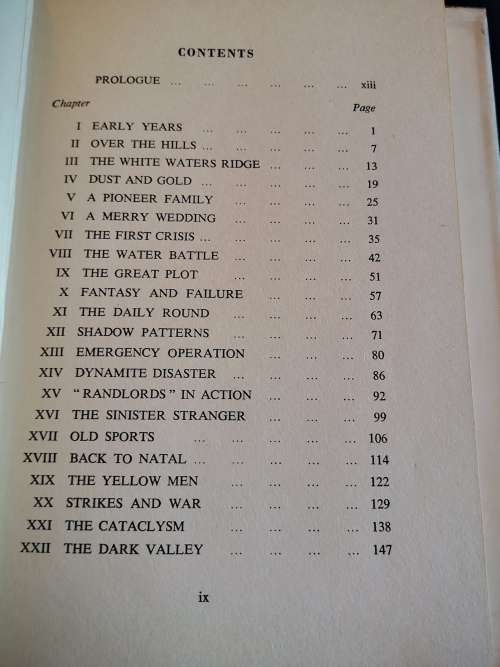 CONTENTS
PROLOGUE ... ... ... ... ... ... xiii
Chapter Page
I EARLY YEARS ... ... ... ... ... 1
II OVER THE HILLS ... ... ... ... ... 7
III THE WHITE WATERS RIDGE ... ... ... 13
IV DUST AND GOLD ... ... ... ... ... 19
V A PIONEER FAMILY ... ... ... ... 25
VI A MERRY WEDDING ... ... ... ... 31
VII THE FIRST CRISIS ... ... ... ... ... 35
VIII THE WATER BATTLE ... ... ... ... 42
IX THE GREAT PLOT ... ... ... ... 51
X FANTASY AND FAILURE ... ... ... 57
XI THE DAILY ROUND ... ... ... ... 63
XII SHADOW PATTERNS ... ... ... ... 71
XIII EMERGENCY OPERATION ... ... ... 80
XIV DYNAMITE DISASTER ... ... ... ... 86
XV "RANDLORDS" IN ACTION ... ... ... 92
XVI THE SINISTER STRANGER ... ... ... 99
XVII OLD SPORTS ... ... ... ... ... 106
XVIII BACK TO NATAL ... ... ... ... ... 114
XIX THE YELLOW MEN ... ... ... ... 122
XX STRIKES AND WAR ... ... ... ... 129
XXI THE CATACLYSM ... ... ... ... 138
XXII THE DARK VALLEY ... ... ... ... 147
ix